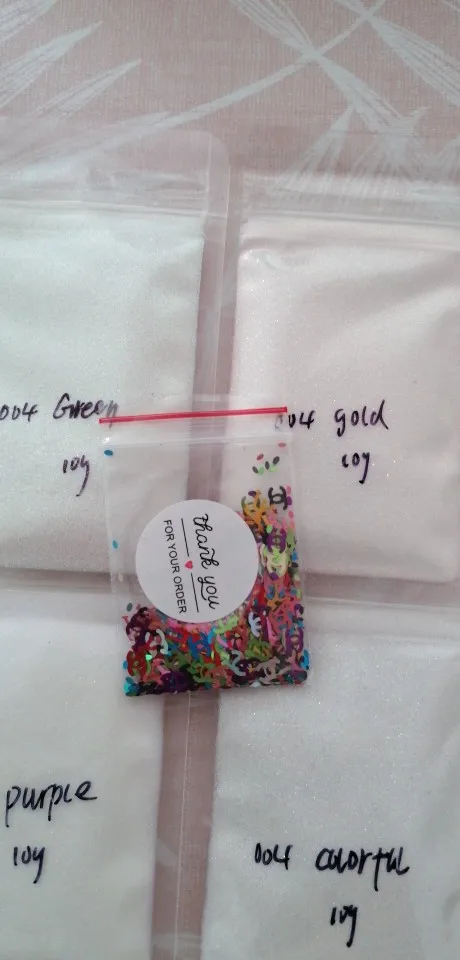 004 Green
10g
004 gold
10g
thank you
FOR YOUR ORDER
purple
10g
004 colorful
10g